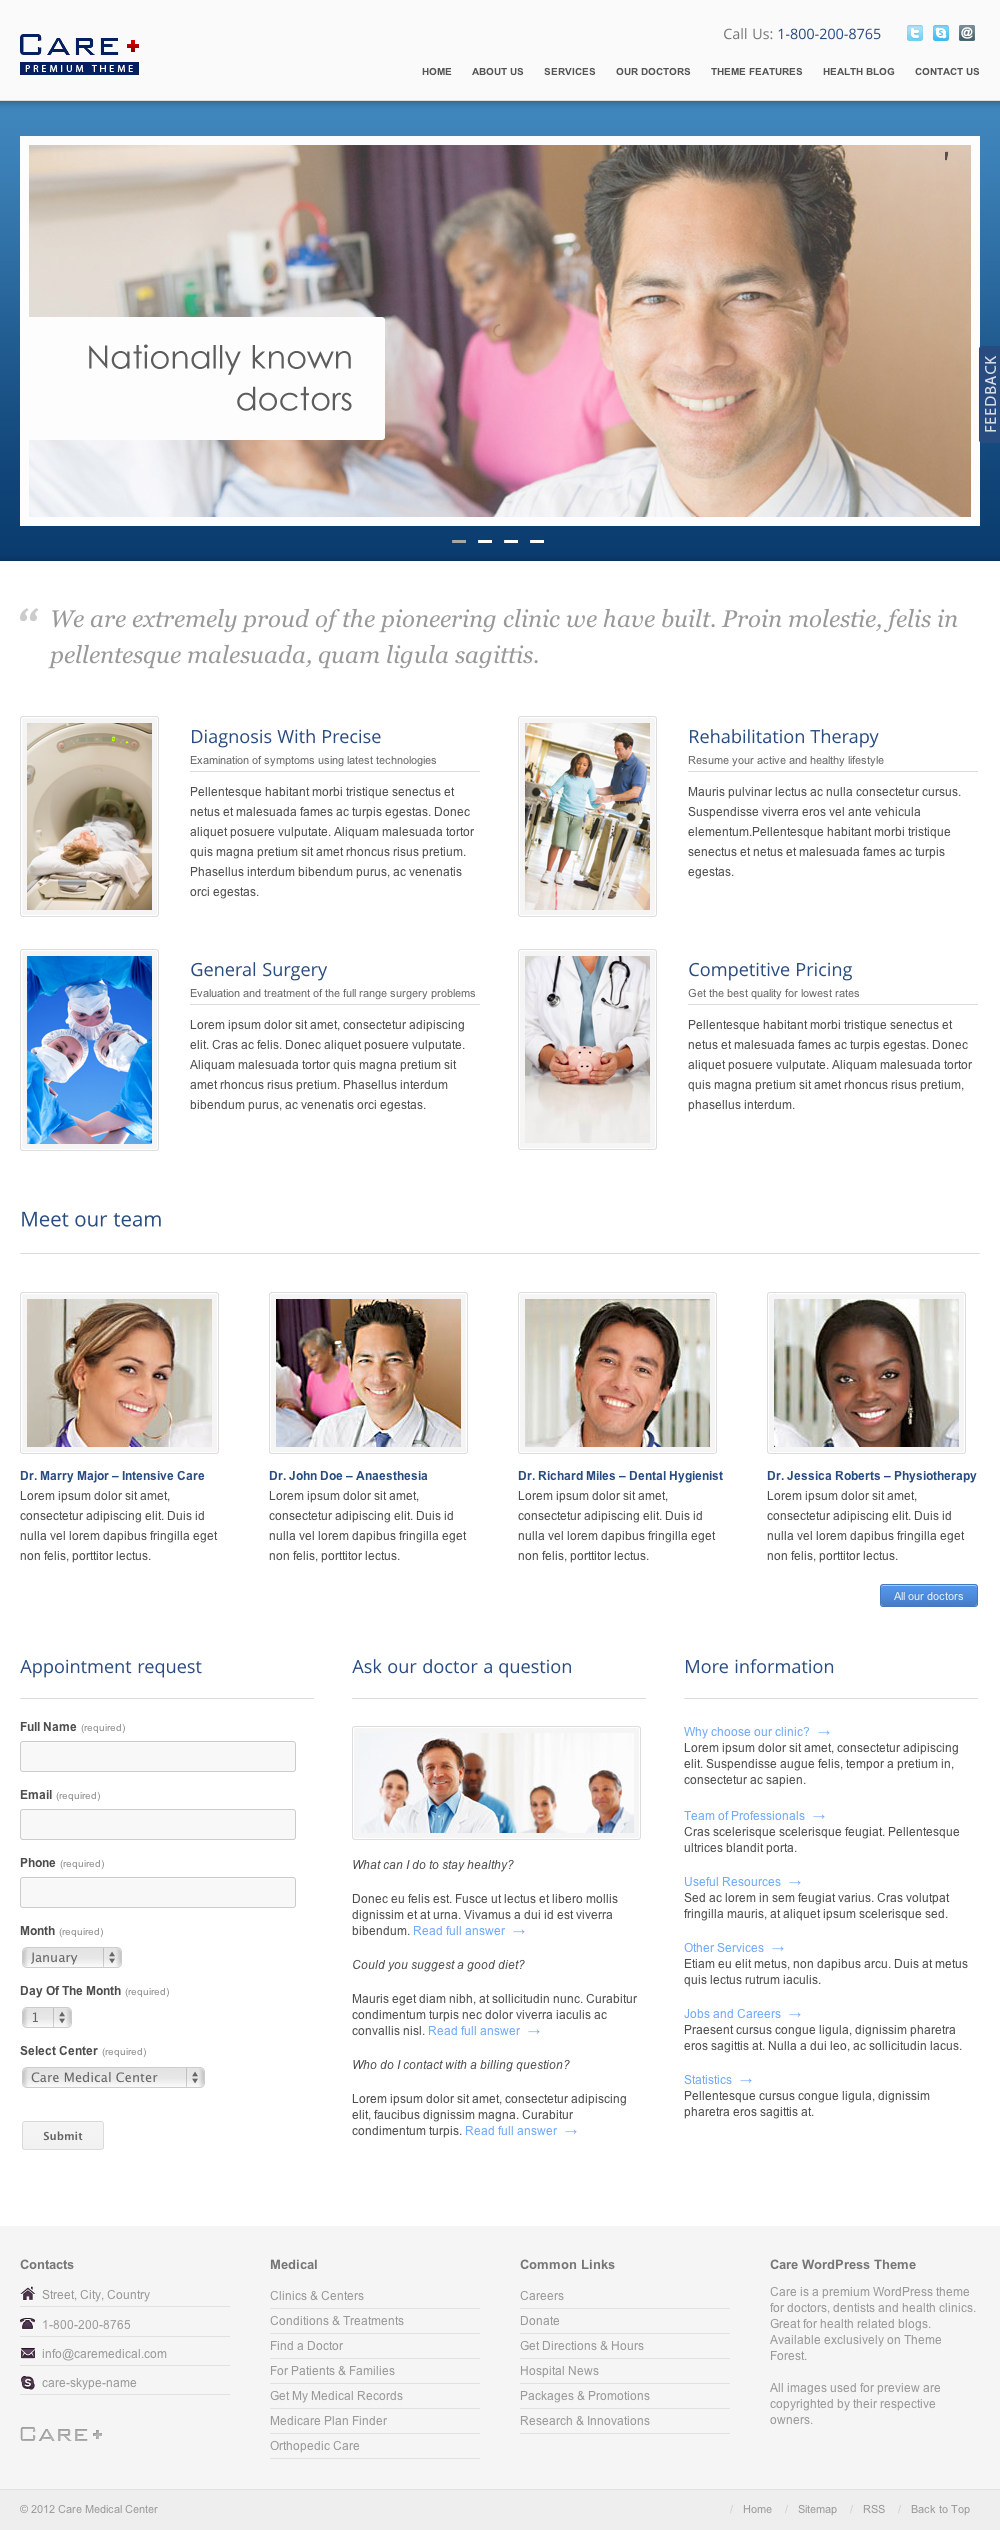 CARE+
PREMIUM THEME
Call Us: 1-800-200-8765
HOME ABOUT US SERVICES OUR DOCTORS THEME FEATURES HEALTH BLOG CONTACT US
Nationally known
doctors
FEEDBACK
“ We are extremely proud of the pioneering clinic we have built. Proin molestie, felis in
pellentesque malesuada, quam ligula sagittis.
Diagnosis With Precise
Examination of symptoms using latest technologies
Pellentesque habitant morbi tristique senectus et
netus et malesuada fames ac turpis egestas. Donec
aliquet posuere vulputate. Aliquam malesuada tortor
quis magna pretium sit amet rhoncus risus pretium.
Phasellus interdum bibendum purus, ac venenatis
orci egestas.
Rehabilitation Therapy
Resume your active and healthy lifestyle
Mauris pulvinar lectus ac nulla consectetur cursus.
Suspendisse viverra eros vel ante vehicula
elementum.Pellentesque habitant morbi tristique
senectus et netus et malesuada fames ac turpis
egestas.
General Surgery
Evaluation and treatment of the full range surgery problems
Lorem ipsum dolor sit amet, consectetur adipiscing
elit. Cras ac felis. Donec aliquet posuere vulputate.
Aliquam malesuada tortor quis magna pretium sit
amet rhoncus risus pretium. Phasellus interdum
bibendum purus, ac venenatis orci egestas.
Competitive Pricing
Get the best quality for lowest rates
Pellentesque habitant morbi tristique senectus et
netus et malesuada fames ac turpis egestas. Donec
aliquet posuere vulputate. Aliquam malesuada tortor
quis magna pretium sit amet rhoncus risus pretium,
phasellus interdum.
Meet our team
Dr. Marry Major – Intensive Care
Lorem ipsum dolor sit amet,
consectetur adipiscing elit. Duis id
nulla vel lorem dapibus fringilla eget
non felis, porttitor lectus.
Dr. John Doe – Anaesthesia
Lorem ipsum dolor sit amet,
consectetur adipiscing elit. Duis id
nulla vel lorem dapibus fringilla eget
non felis, porttitor lectus.
Dr. Richard Miles – Dental Hygienist
Lorem ipsum dolor sit amet,
consectetur adipiscing elit. Duis id
nulla vel lorem dapibus fringilla eget
non felis, porttitor lectus.
Dr. Jessica Roberts – Physiotherapy
Lorem ipsum dolor sit amet,
consectetur adipiscing elit. Duis id
nulla vel lorem dapibus fringilla eget
non felis, porttitor lectus.
All our doctors
Appointment request
Full Name (required)
Email (required)
Phone (required)
Month (required)
January
Day Of The Month (required)
1
Select Center (required)
Care Medical Center
Submit
Ask our doctor a question
What can I do to stay healthy?
Donec eu felis est. Fusce ut lectus et libero mollis
dignissim et at urna. Vivamus a dui id est viverra
bibendum. Read full answer →
Could you suggest a good diet?
Mauris eget diam nibh, at sollicitudin nunc. Curabitur
condimentum turpis nec dolor viverra iaculis ac
convallis nisl. Read full answer →
Who do I contact with a billing question?
Lorem ipsum dolor sit amet, consectetur adipiscing
elit, faucibus dignissim magna. Curabitur
condimentum turpis. Read full answer →
More information
Why choose our clinic? →
Lorem ipsum dolor sit amet, consectetur adipiscing
elit. Suspendisse augue felis, tempor a pretium in,
consectetur ac sapien.
Team of Professionals →
Cras scelerisque scelerisque feugiat. Pellentesque
ultrices blandit porta.
Useful Resources →
Sed ac lorem in sem feugiat varius. Cras volutpat
fringilla mauris, at aliquet ipsum scelerisque sed.
Other Services →
Etiam eu elit metus, non dapibus arcu. Duis at metus
quis lectus rutrum iaculis.
Jobs and Careers →
Praesent cursus congue ligula, dignissim pharetra
eros sagittis at. Nulla a dui leo, ac sollicitudin lacus.
Statistics →
Pellentesque cursus congue ligula, dignissim
pharetra eros sagittis at.
Contacts
Street, City, Country
1-800-200-8765
info@caremedical.com
care-skype-name
CARE+
Medical
Clinics & Centers
Conditions & Treatments
Find a Doctor
For Patients & Families
Get My Medical Records
Medicare Plan Finder
Orthopedic Care
Common Links
Careers
Donate
Get Directions & Hours
Hospital News
Packages & Promotions
Research & Innovations
Care WordPress Theme
Care is a premium WordPress theme
for doctors, dentists and health clinics.
Great for health related blogs.
Available exclusively on Theme
Forest.
All images used for preview are
copyrighted by their respective
owners.
© 2012 Care Medical Center
/ Home / Sitemap / RSS / Back to Top